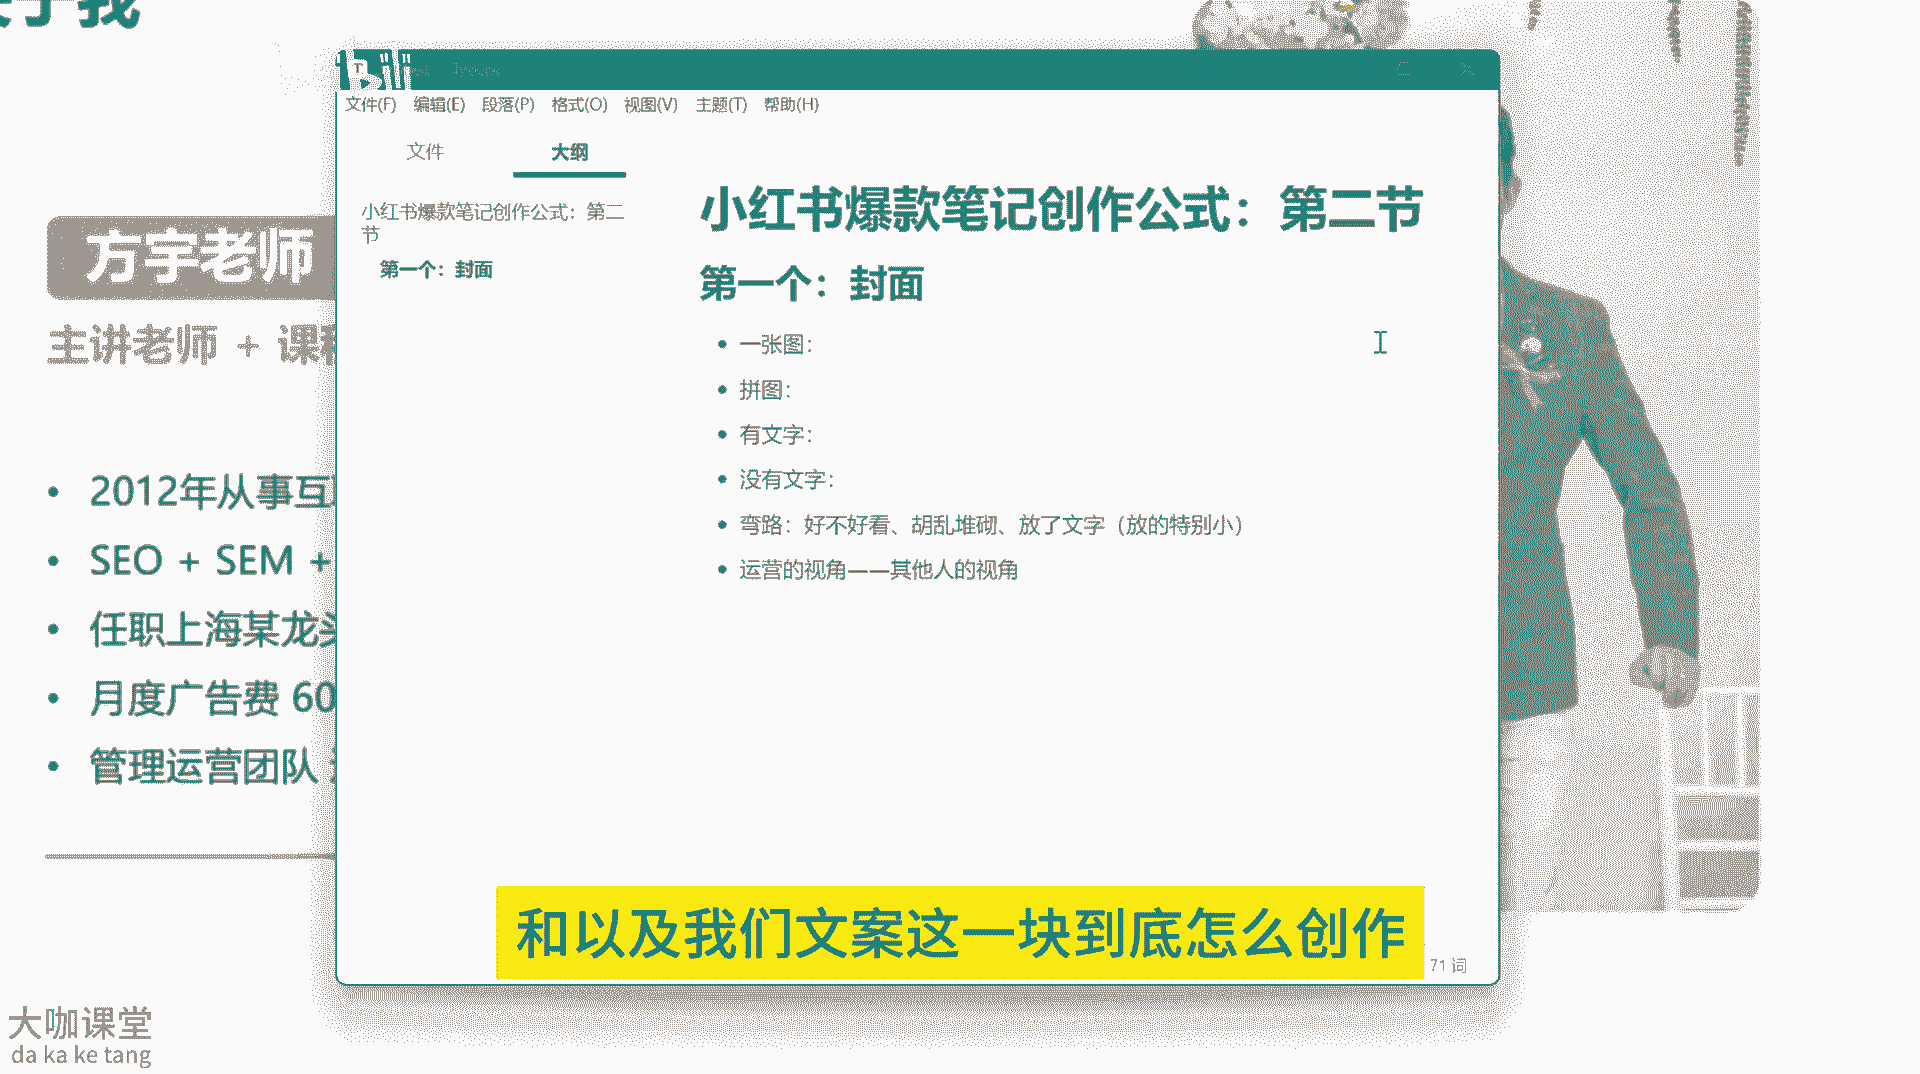 方宇老师
主讲老师 +
2012年从事互
SEO + SEM +
任职上海某龙头
月度广告费 60
管理运营团队
大咖课堂
da ka ke tang
bili
文件(F) 编辑(E) 段落(P) 格式(O) 视图(V) 主题(T) 帮助(H)
文件 大纲
小红书爆款笔记创作公式：第二
节
第一个：封面
小红书爆款笔记创作公式：第二节
第一个：封面
一张图：
拼图：
有文字：
没有文字：
弯路：好不好看、胡乱堆砌、放了文字（放的特别小）
运营的视角——其他人的视角
和以及我们文案这一块到底怎么创作
71 词